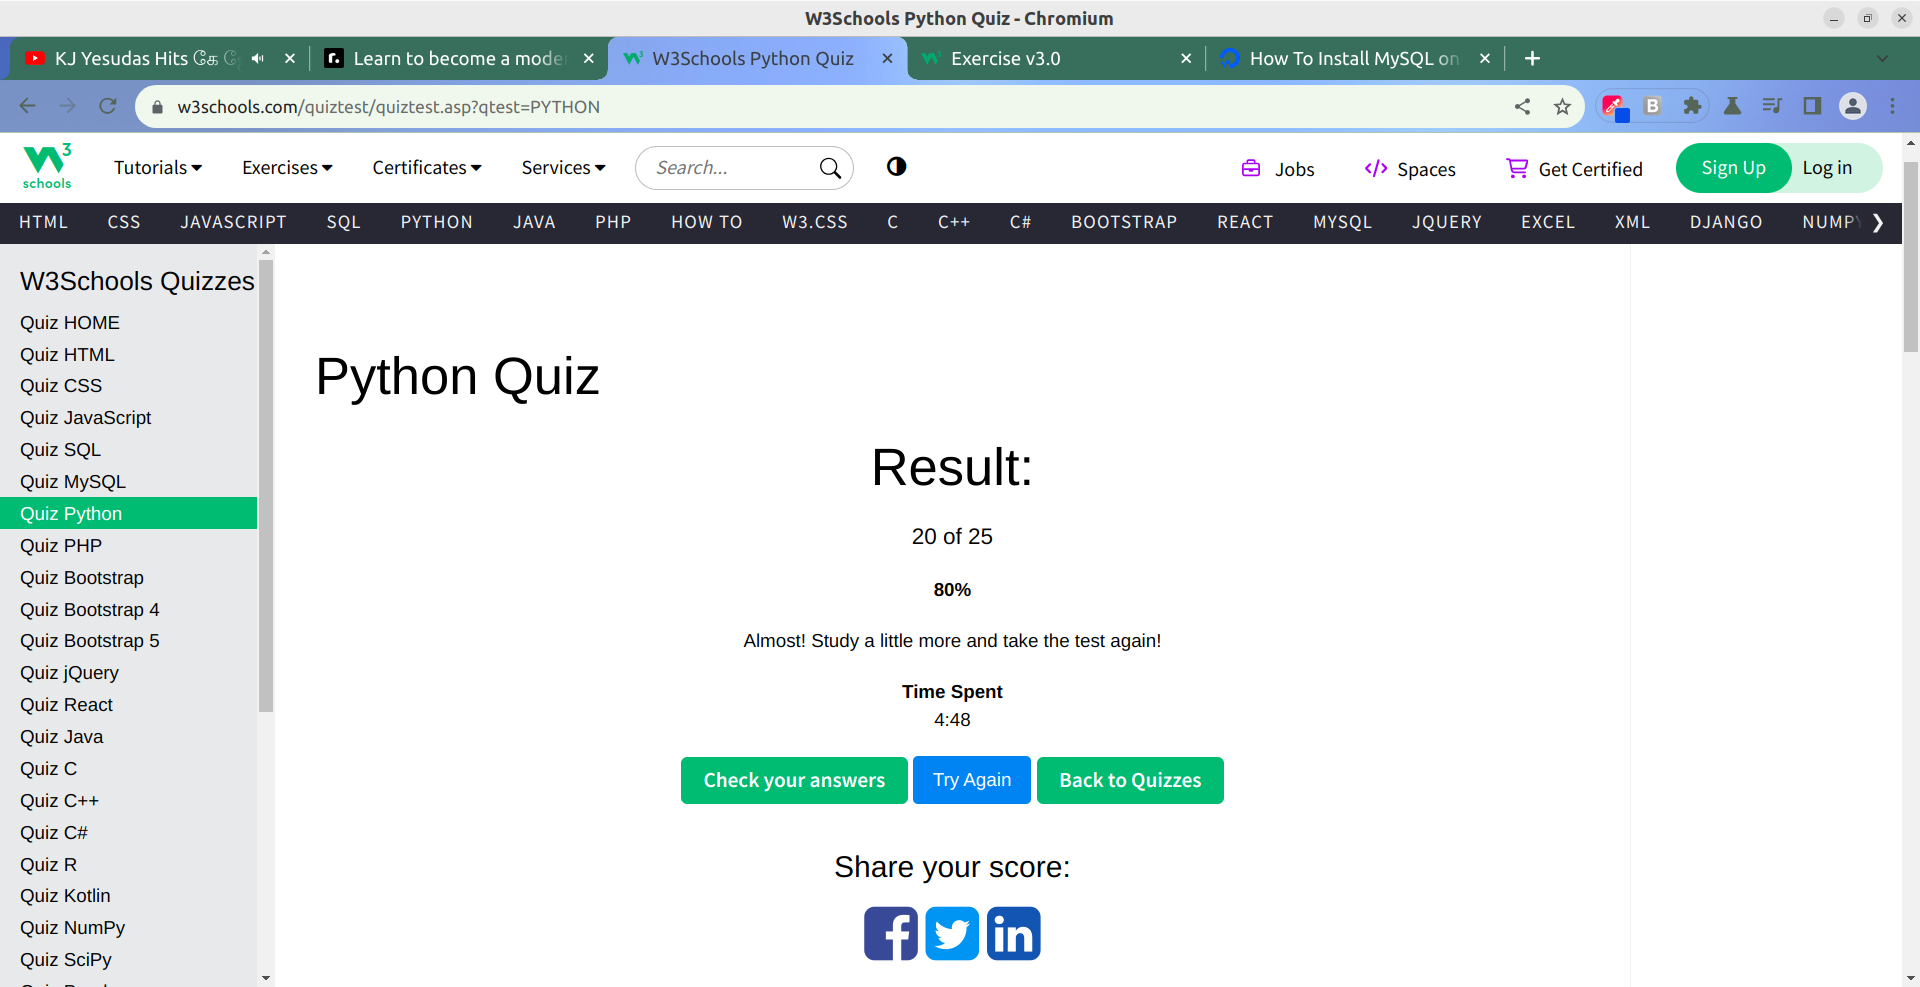 W3Schools Python Quiz - Chromium
KJ Yesudas Hits
Learn to become a mode
W3Schools Python Quiz
Exercise v3.0
How To Install MySQL on
w3schools.com/quiztest/quiztest.asp?qtest=PYTHON
W3 schools
Tutorials
Exercises
Certificates
Services
Search...
Jobs
Spaces
Get Certified
Sign Up
Log in
HTML CSS JAVASCRIPT SQL PYTHON JAVA PHP HOW TO W3.CSS C C++ C# BOOTSTRAP REACT MYSQL JQUERY EXCEL XML DJANGO NUMPY
W3Schools Quizzes
Quiz HOME
Quiz HTML
Quiz CSS
Quiz JavaScript
Quiz SQL
Quiz MySQL
Quiz Python
Quiz PHP
Quiz Bootstrap
Quiz Bootstrap 4
Quiz Bootstrap 5
Quiz jQuery
Quiz React
Quiz Java
Quiz C
Quiz C++
Quiz C#
Quiz R
Quiz Kotlin
Quiz NumPy
Quiz SciPy
Python Quiz
Result:
20 of 25
80%
Almost! Study a little more and take the test again!
Time Spent
4:48
Check your answers
Try Again
Back to Quizzes
Share your score: